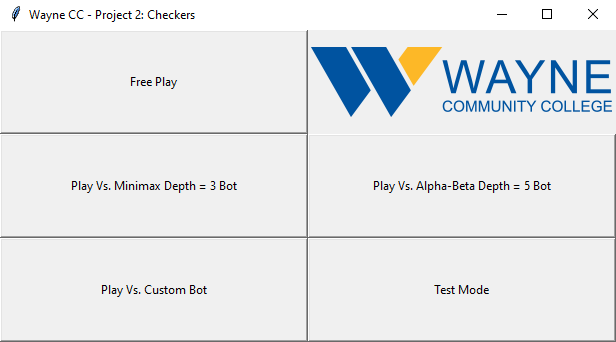 Wayne CC - Project 2: Checkers
Free Play
WAYNE
COMMUNITY COLLEGE
Play Vs. Minimax Depth = 3 Bot
Play Vs. Alpha-Beta Depth = 5 Bot
Play Vs. Custom Bot
Test Mode